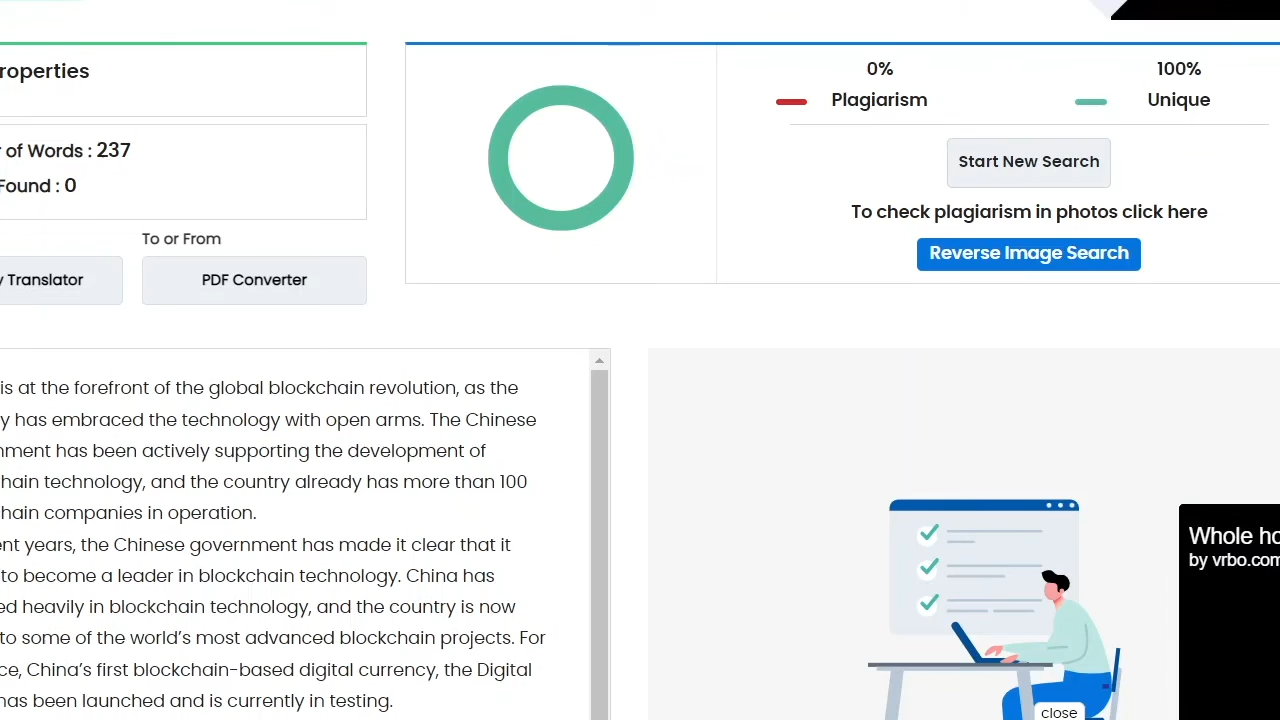 roperties
of Words : 237
Found : 0
To or From
Translator
PDF Converter
0%
Plagiarism
100%
Unique
Start New Search
To check plagiarism in photos click here
Reverse Image Search
is at the forefront of the global blockchain revolution, as the
y has embraced the technology with open arms. The Chinese
nment has been actively supporting the development of
hain technology, and the country already has more than 100
hain companies in operation.
nt years, the Chinese government has made it clear that it
to become a leader in blockchain technology. China has
ed heavily in blockchain technology, and the country is now
to some of the world's most advanced blockchain projects. For
ce, China's first blockchain-based digital currency, the Digital
has been launched and is currently in testing.
Whole ho
by vrbo.com
close